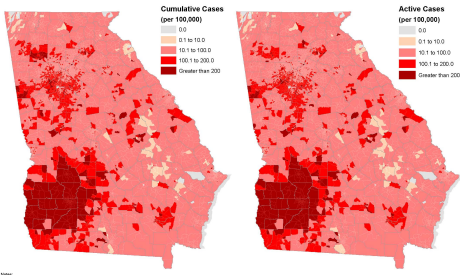 Cumulative Cases
(per 100,000)
0.0
0.1 to 10.0
10.1 to 100.0
100.1 to 200.0
Greater than 200
Active Cases
(per 100,000)
0.0
0.1 to 10.0
10.1 to 100.0
100.1 to 200.0
Greater than 200
Notes: